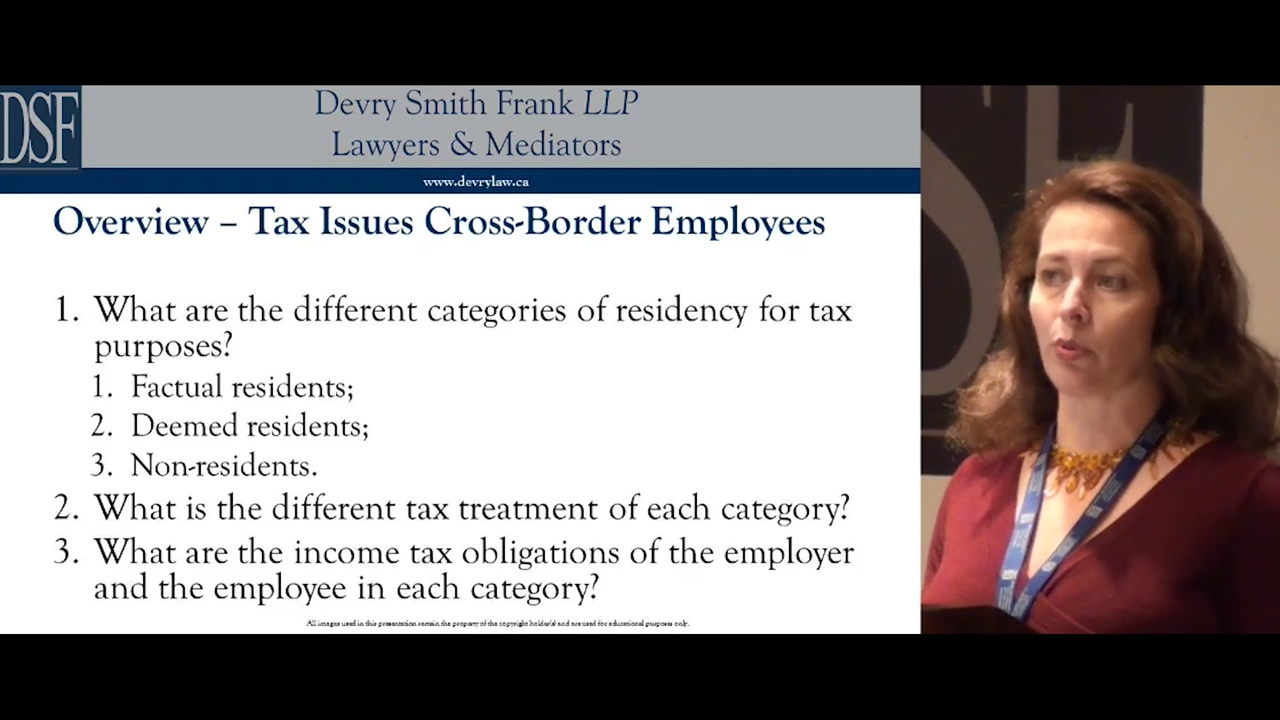 DSF
Devry Smith Frank LLP
Lawyers & Mediators
www.devrylaw.ca
Overview – Tax Issues Cross-Border Employees
1. What are the different categories of residency for tax
purposes?
1. Factual residents;
2. Deemed residents;
3. Non-residents.
2. What is the different tax treatment of each category?
3. What are the income tax obligations of the employer
and the employee in each category?
All images used in this presentation remain the property of the copyright holder(s) and are used for educational purposes only.